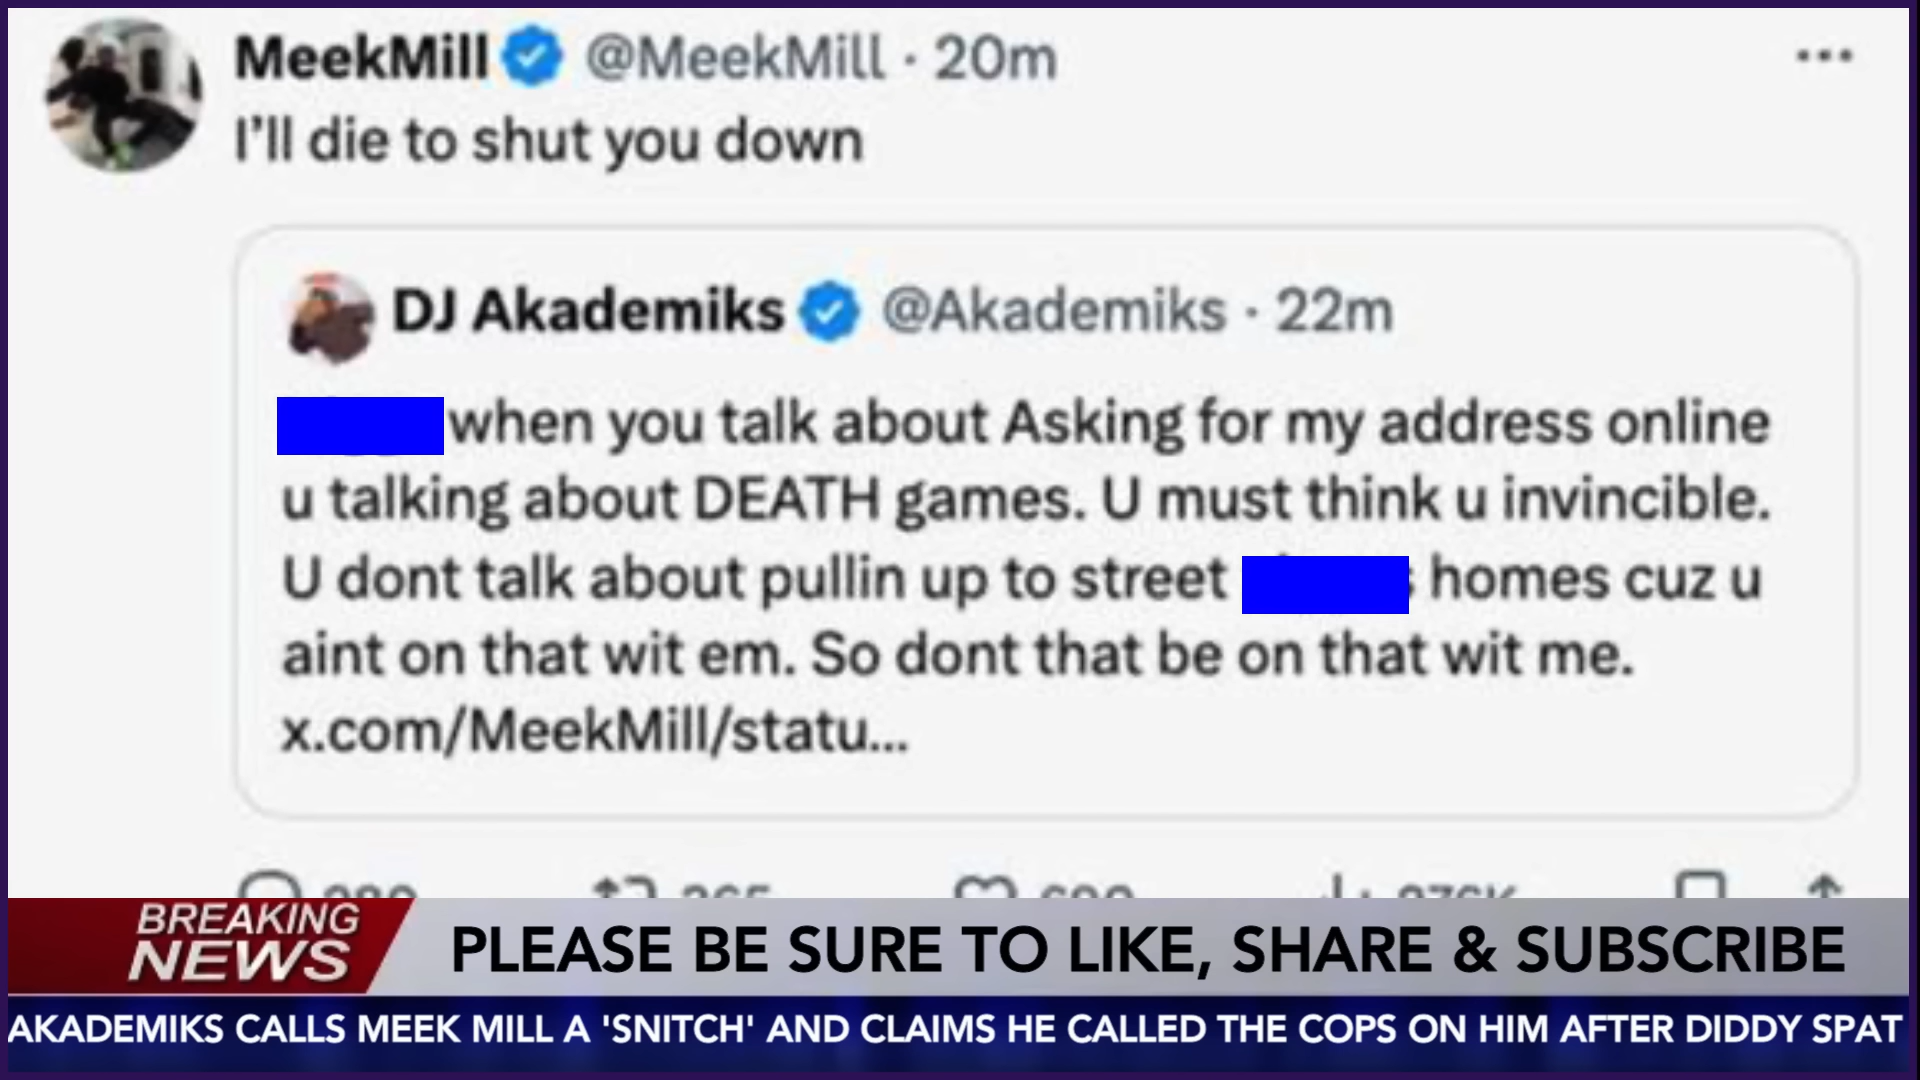 MeekMill @MeekMill · 20m
I'll die to shut you down
DJ Akademiks @Akademiks · 22m
when you talk about Asking for my address online
u talking about DEATH games. U must think u invincible.
U dont talk about pullin up to street homes cuz u
aint on that wit em. So dont that be on that wit me.
x.com/MeekMill/statu...
BREAKING
NEWS
PLEASE BE SURE TO LIKE, SHARE & SUBSCRIBE
AKADEMIKS CALLS MEEK MILL A 'SNITCH' AND CLAIMS HE CALLED THE COPS ON HIM AFTER DIDDY SPAT